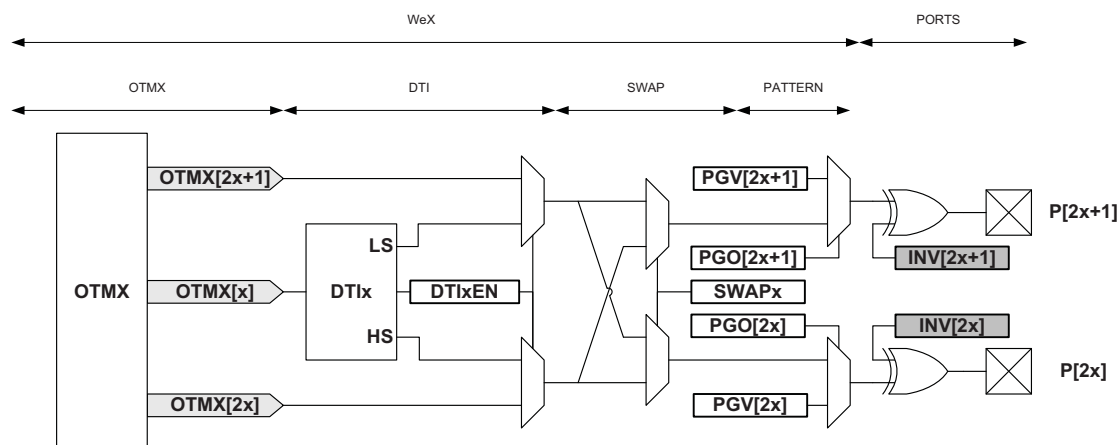 WeX
PORTS
OTMX
DTI
SWAP
PATTERN
OTMX[2x+1]
PGV[2x+1]
P[2x+1]
LS
PGO[2x+1]
INV[2x+1]
OTMX
OTMX[x]
DTIx
DTIxEN
SWAPx
HS
PGO[2x]
INV[2x]
P[2x]
OTMX[2x]
PGV[2x]